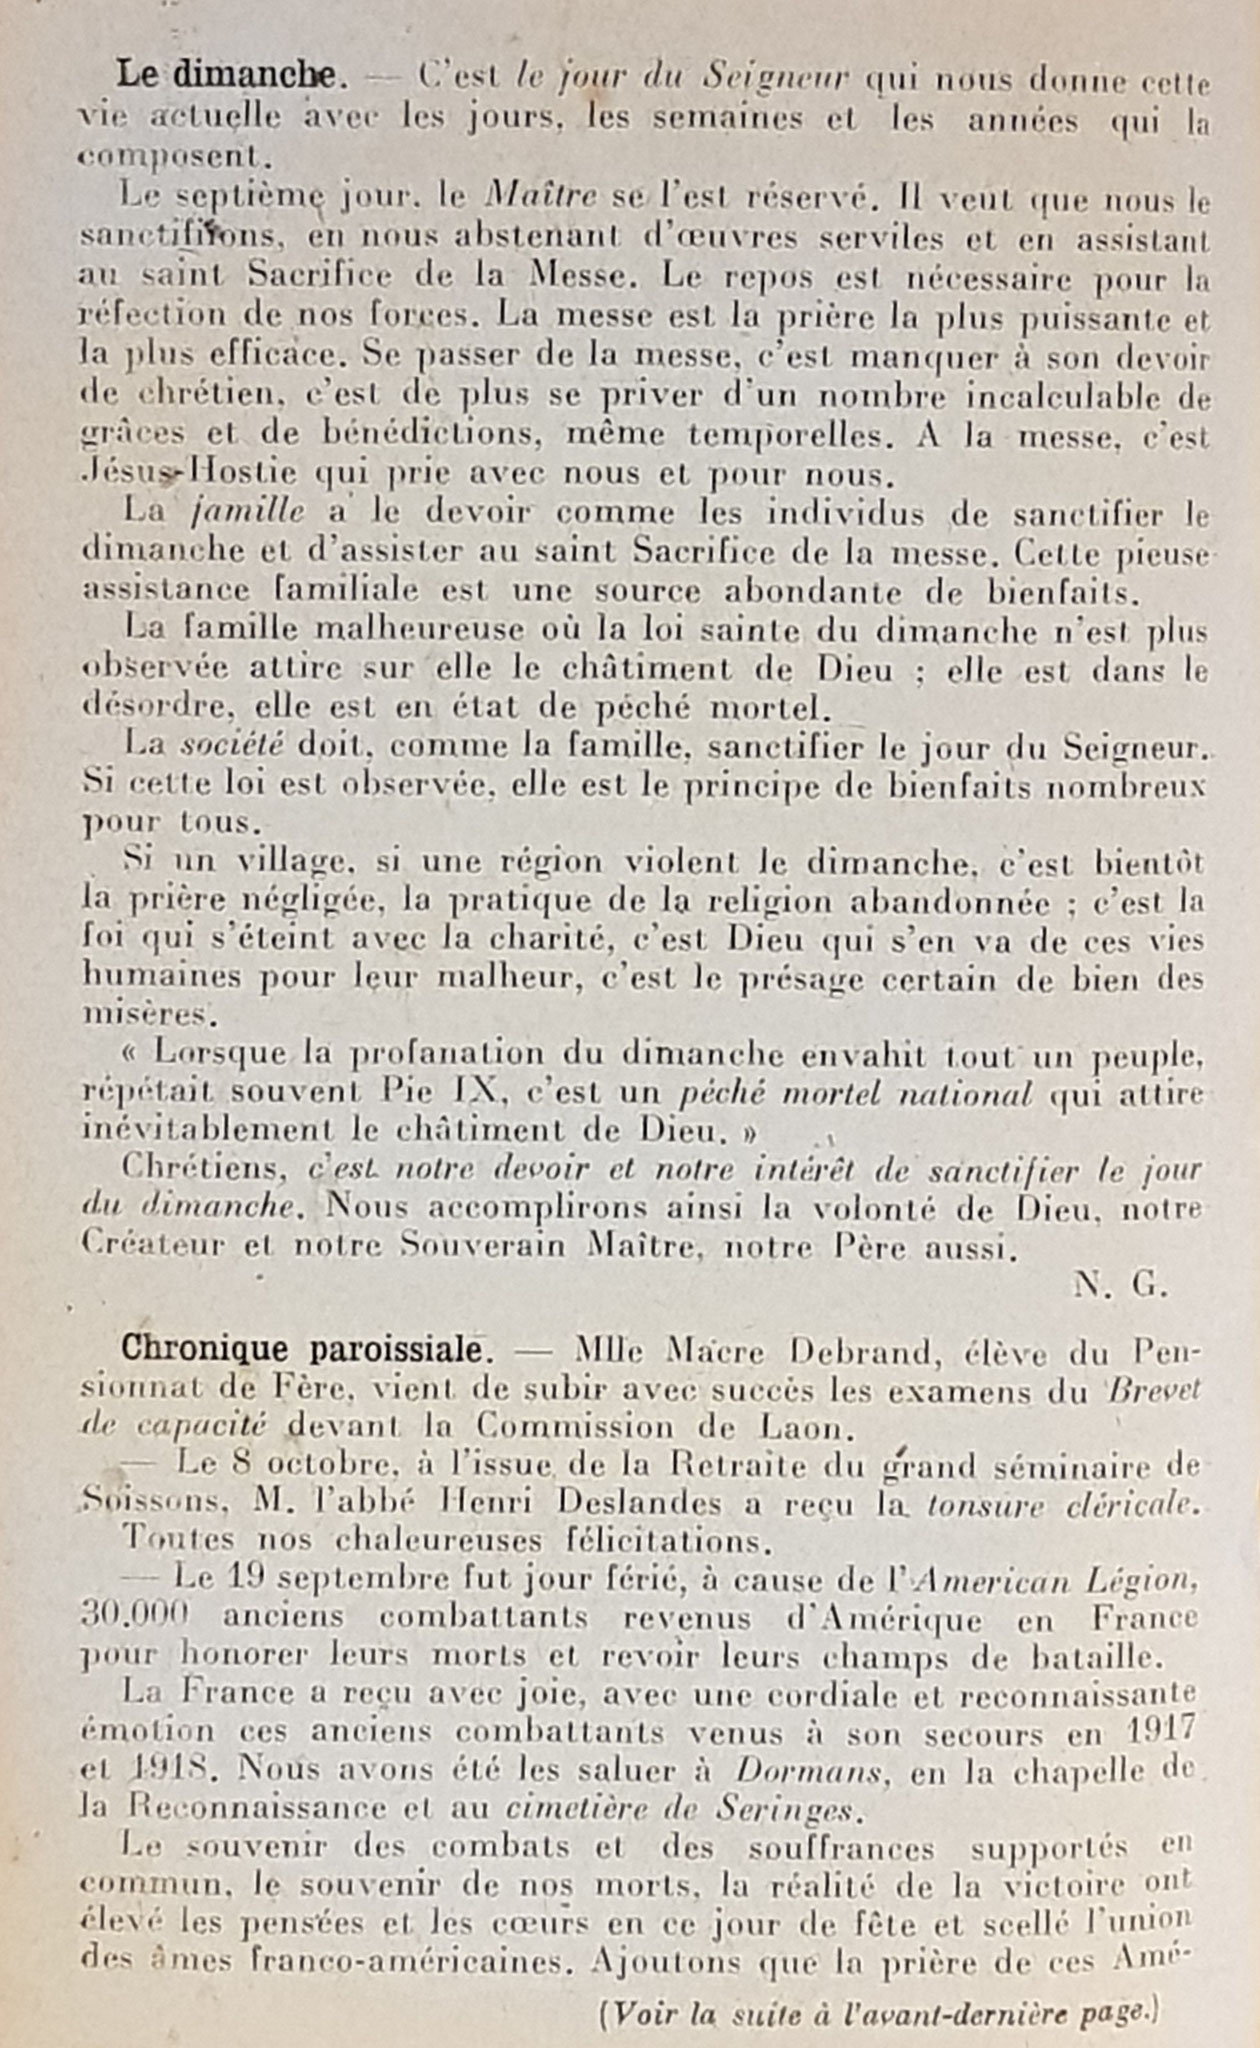 Le dimanche. — C'est le jour du Seigneur qui nous donne cette
vie actuelle avec les jours, les semaines et les années qui la
composent.
Le septième jour, le Maître se l'est réservé. Il veut que nous le
sanctifiions, en nous abstenant d'œuvres serviles et en assistant
au saint Sacrifice de la Messe. Le repos est nécessaire pour la
réfection de nos forces. La messe est la prière la plus puissante et
la plus efficace. Se passer de la messe, c'est manquer à son devoir
de chrétien, c'est de plus se priver d'un nombre incalculable de
grâces et de bénédictions, même temporelles. A la messe, c'est
Jésus-Hostie qui prie avec nous et pour nous.
La famille a le devoir comme les individus de sanctifier le
dimanche et d'assister au saint Sacrifice de la messe. Cette pieuse
assistance familiale est une source abondante de bienfaits.
La famille malheureuse où la loi sainte du dimanche n'est plus
observée attire sur elle le châtiment de Dieu ; elle est dans le
désordre, elle est en état de péché mortel.
La société doit, comme la famille, sanctifier le jour du Seigneur.
Si cette loi est observée, elle est le principe de bienfaits nombreux
pour tous.
Si un village, si une région violent le dimanche, c'est bientôt
la prière négligée, la pratique de la religion abandonnée ; c'est la
foi qui s'éteint avec la charité, c'est Dieu qui s'en va de ces vies
humaines pour leur malheur, c'est le présage certain de bien des
misères.
« Lorsque la profanation du dimanche envahit tout un peuple,
répétait souvent Pie IX, c'est un péché mortel national qui attire
inévitablement le châtiment de Dieu. »
Chrétiens, c'est notre devoir et notre intérêt de sanctifier le jour
du dimanche. Nous accomplirons ainsi la volonté de Dieu, notre
Créateur et notre Souverain Maître, notre Père aussi.
N. G.
Chronique paroissiale. — Mlle Macre Debrand, élève du Pen-
sionnat de Fère, vient de subir avec succès les examens du Brevet
de capacité devant la Commission de Laon.
— Le 8 octobre, à l'issue de la Retraite du grand séminaire de
Soissons, M. l'abbé Henri Deslandes a reçu la tonsure cléricale.
Toutes nos chaleureuses félicitations.
— Le 19 septembre fut jour férié, à cause de l'American Légion,
30.000 anciens combattants revenus d'Amérique en France
pour honorer leurs morts et revoir leurs champs de bataille.
La France a reçu avec joie, avec une cordiale et reconnaissante
émotion ces anciens combattants venus à son secours en 1917
et 1918. Nous avons été les saluer à Dormans, en la chapelle de
la Reconnaissance et au cimetière de Seringes.
Le souvenir des combats et des souffrances supportés en
commun, le souvenir de nos morts, la réalité de la victoire ont
élevé les pensées et les cœurs en ce jour de fête et scellé l'union
des âmes franco-américaines. Ajoutons que la prière de ces Amé-
(Voir la suite à l'avant-dernière page.)